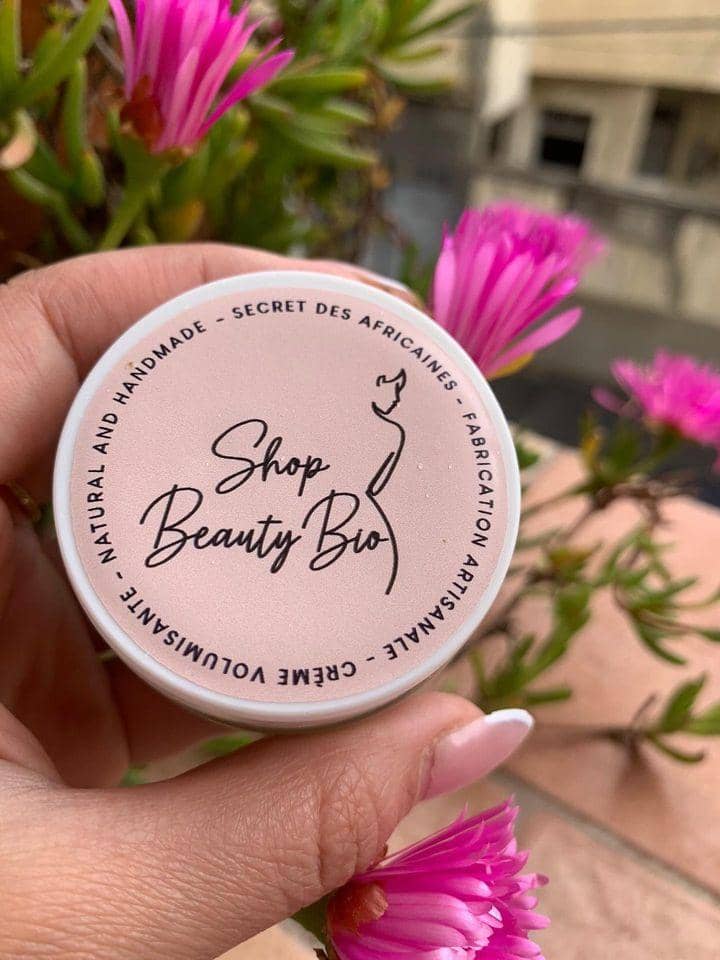 NATURAL AND HANDMADE - SECRET DES AFRICAINES - FABRICATION ARTISANALE - CRÈME VOLUMISANTE -
Shop
Beauty Bio